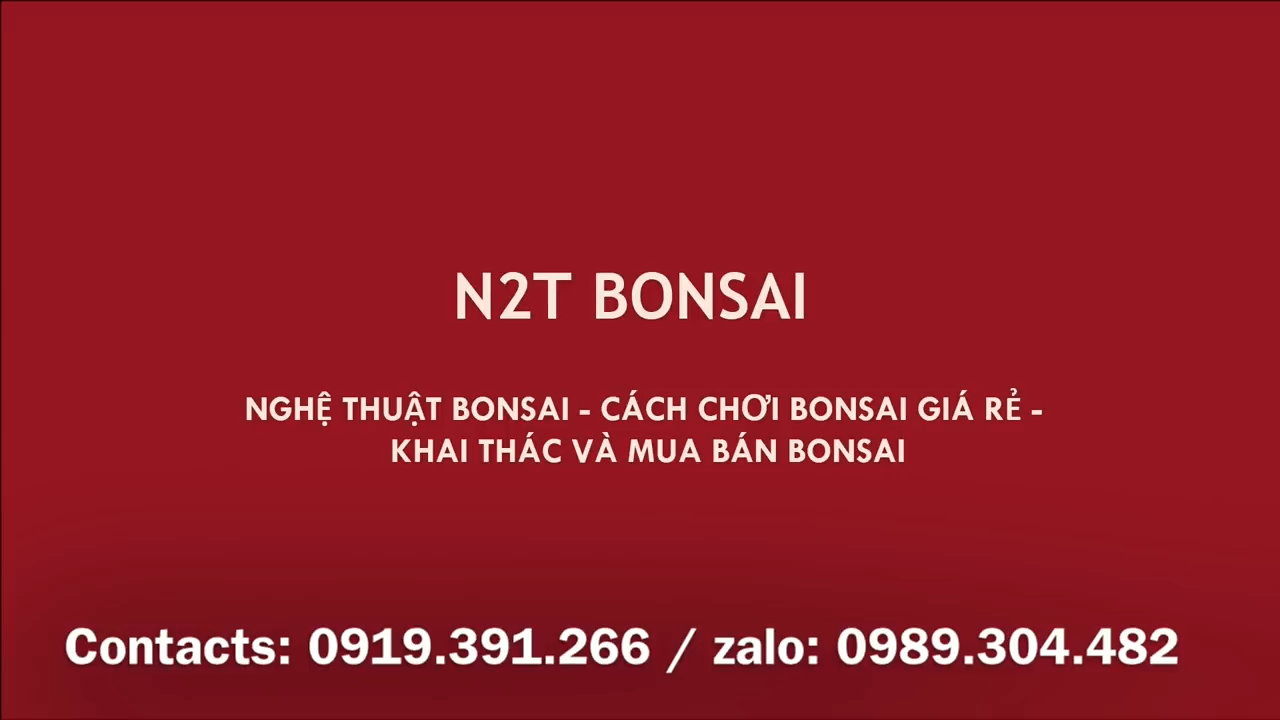 N2T BONSAI
NGHỆ THUẬT BONSAI - CÁCH CHƠI BONSAI GIÁ RẺ -
KHAI THÁC VÀ MUA BÁN BONSAI
Contacts: 0919.391.266 / zalo: 0989.304.482